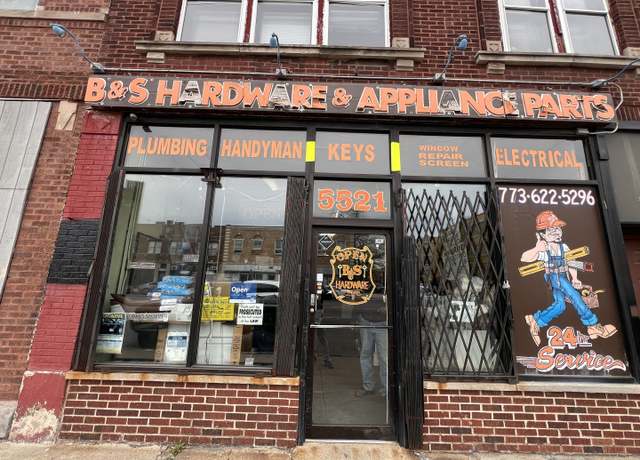 B&S HARDWARE & APPLIANCE PARTS
PLUMBING
HANDYMAN
KEYS
WINDOW
REPAIR
SCREEN
ELECTRICAL
5521
773-622-5296
OPEN
B&S
HARDWARE
Open
PROSECUTED
24hr
Service